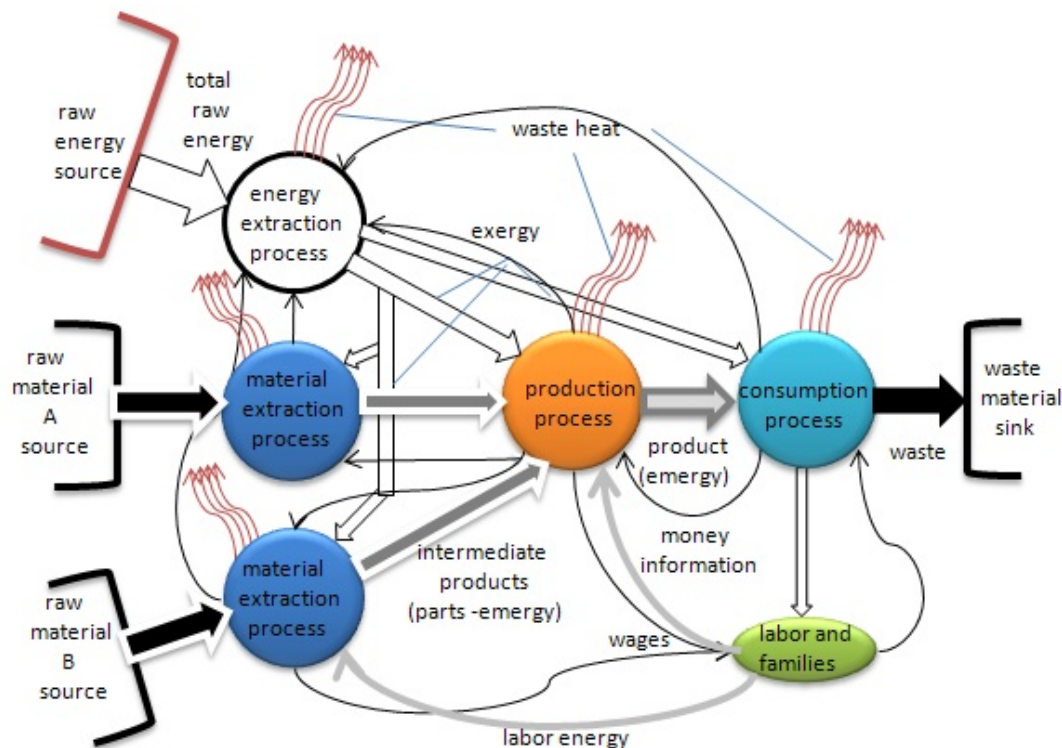 total
raw
energy
raw
energy
source
waste heat
energy
extraction
process
exergy
raw
material
A
source
material
extraction
process
production
process
consumption
process
waste
material
sink
product
(emergy)
waste
money
information
intermediate
products
(parts -emergy)
material
extraction
process
raw
material
B
source
wages
labor and
families
labor energy